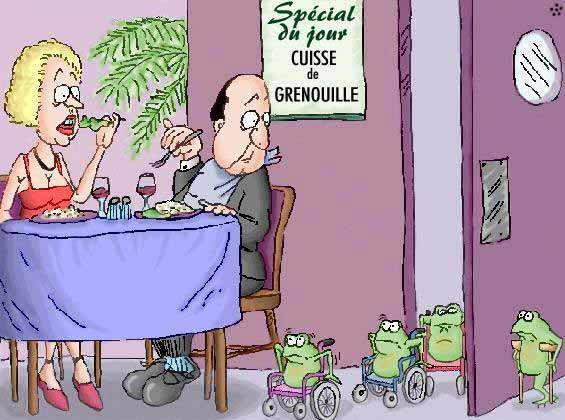 Spécial
du jour
CUISSE
de
GRENOUILLE